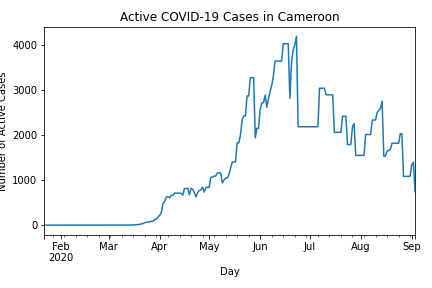 Active COVID-19 Cases in Cameroon
Number of Active Cases
4000
3000
2000
1000
0
Feb
2020
Mar
Apr
May
Jun
Jul
Aug
Sep
Day